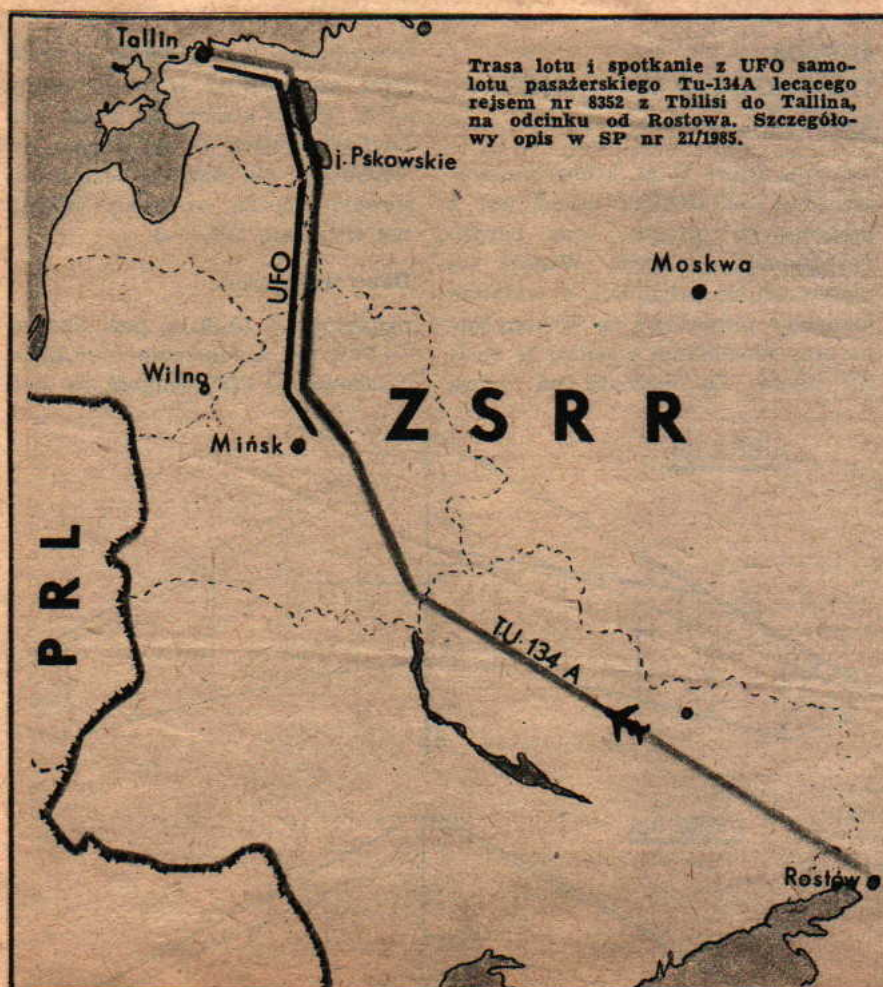 Tallin
Trasa lotu i spotkanie z UFO samo-
lotu pasażerskiego Tu-134A lecącego
rejsem nr 8352 z Tbilisi do Tallina,
na odcinku od Rostowa. Szczegóło-
wy opis w SP nr 21/1985.
j. Pskowskie
UFO
Moskwa
Wilno
ZSRR
Mińsk
PRL
TU 134 A
Rostów